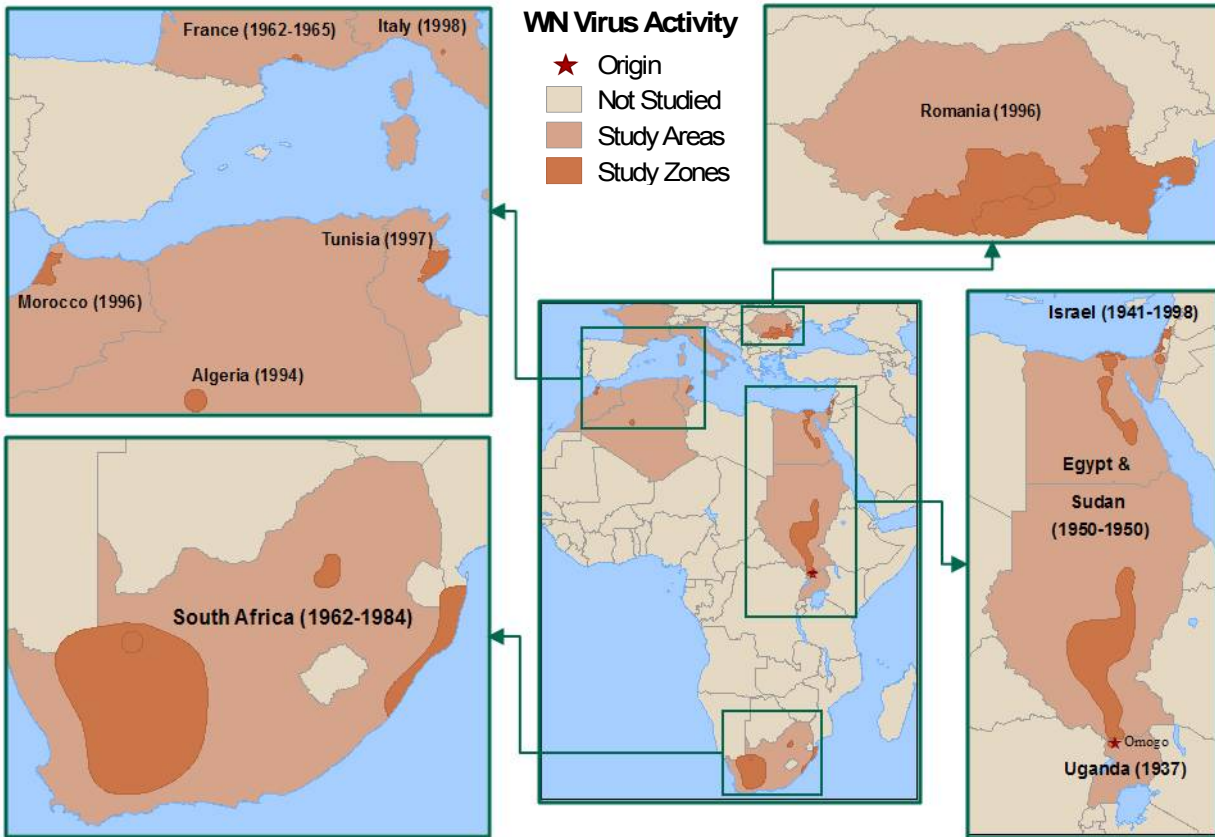 WN Virus Activity
Origin
Not Studied
Study Areas
Study Zones
France (1962-1965)
Italy (1998)
Tunisia (1997)
Morocco (1996)
Algeria (1994)
Romania (1996)
South Africa (1962-1984)
Israel (1941-1998)
Egypt &
Sudan
(1950-1950)
Omogo
Uganda (1937)